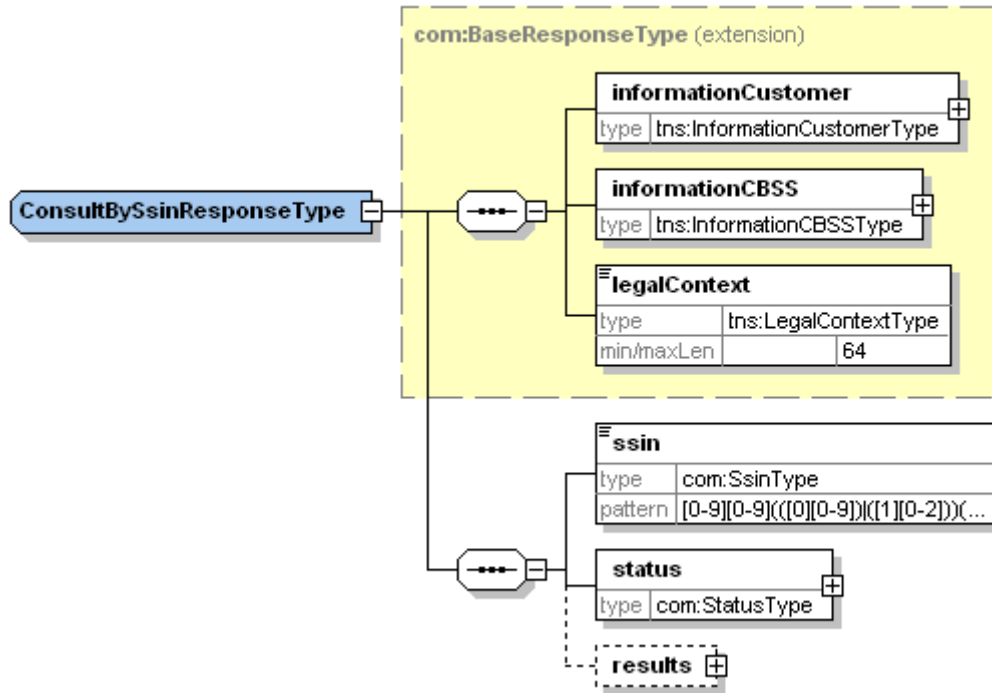 com:BaseResponseType (extension)
informationCustomer
type tns:InformationCustomerType
informationCBSS
type tns:InformationCBSSType
legalContext
type tns:LegalContextType
min/maxLen 64
ConsultBySsinResponseType
ssin
type com:SsinType
pattern [0-9][0-9](([0][0-9])|([1][0-2]))(...
status
type com:StatusType
results